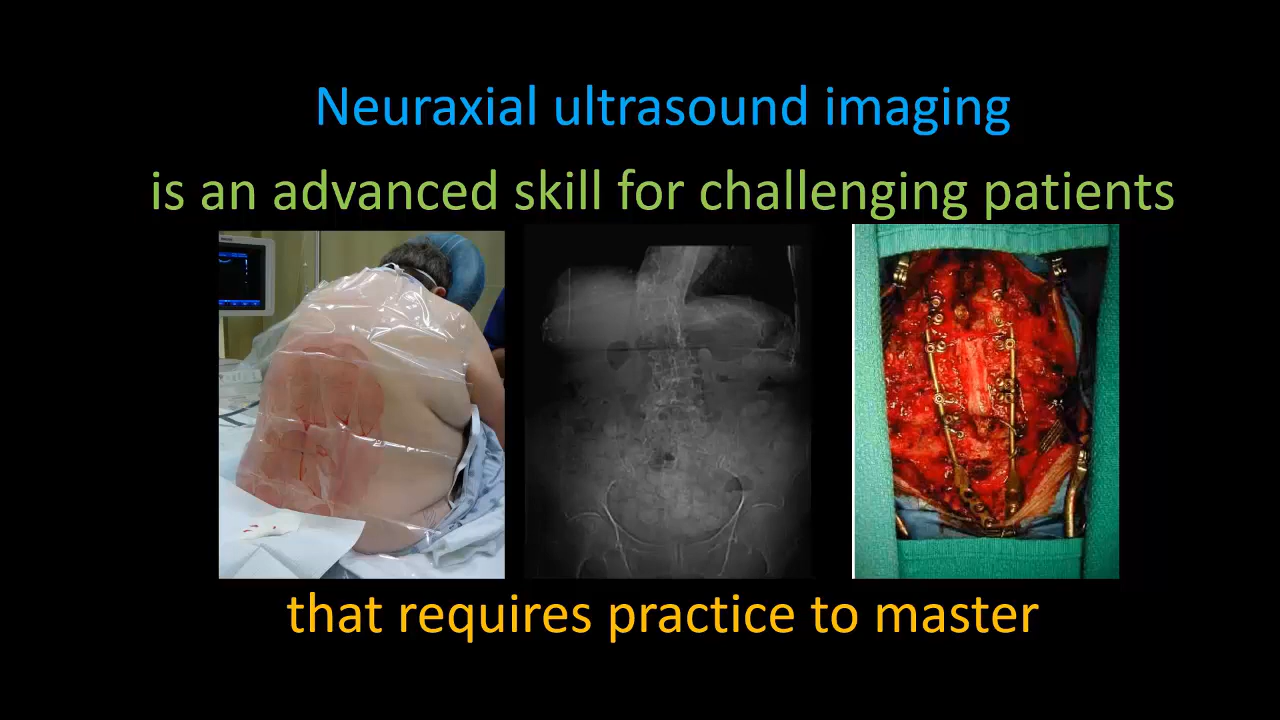 Neuraxial ultrasound imaging
is an advanced skill for challenging patients
that requires practice to master